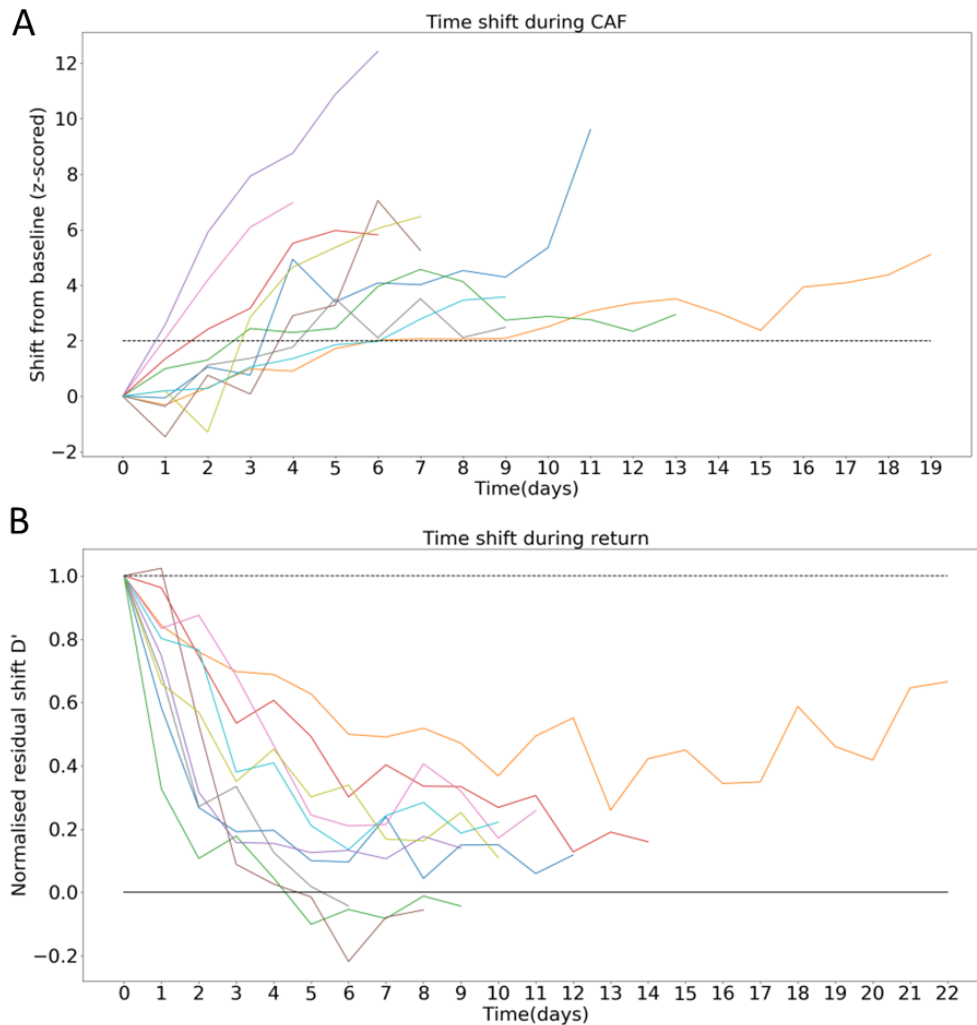 A
Time shift during CAF
Shift from baseline (z-scored)
12
10
8
6
4
2
0
−2
0 1 2 3 4 5 6 7 8 9 10 11 12 13 14 15 16 17 18 19
Time(days)
B
Time shift during return
Normalised residual shift D'
1.0
0.8
0.6
0.4
0.2
0.0
−0.2
0 1 2 3 4 5 6 7 8 9 10 11 12 13 14 15 16 17 18 19 20 21 22
Time(days)